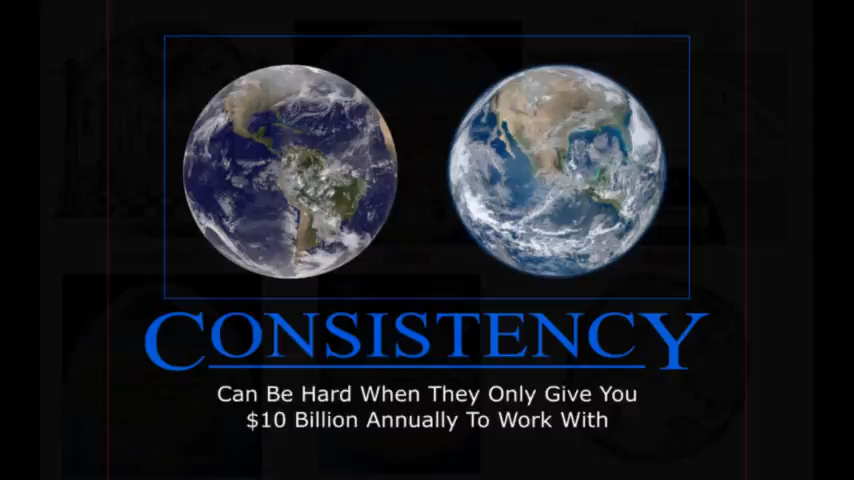 CONSISTENCY
Can Be Hard When They Only Give You
$10 Billion Annually To Work With